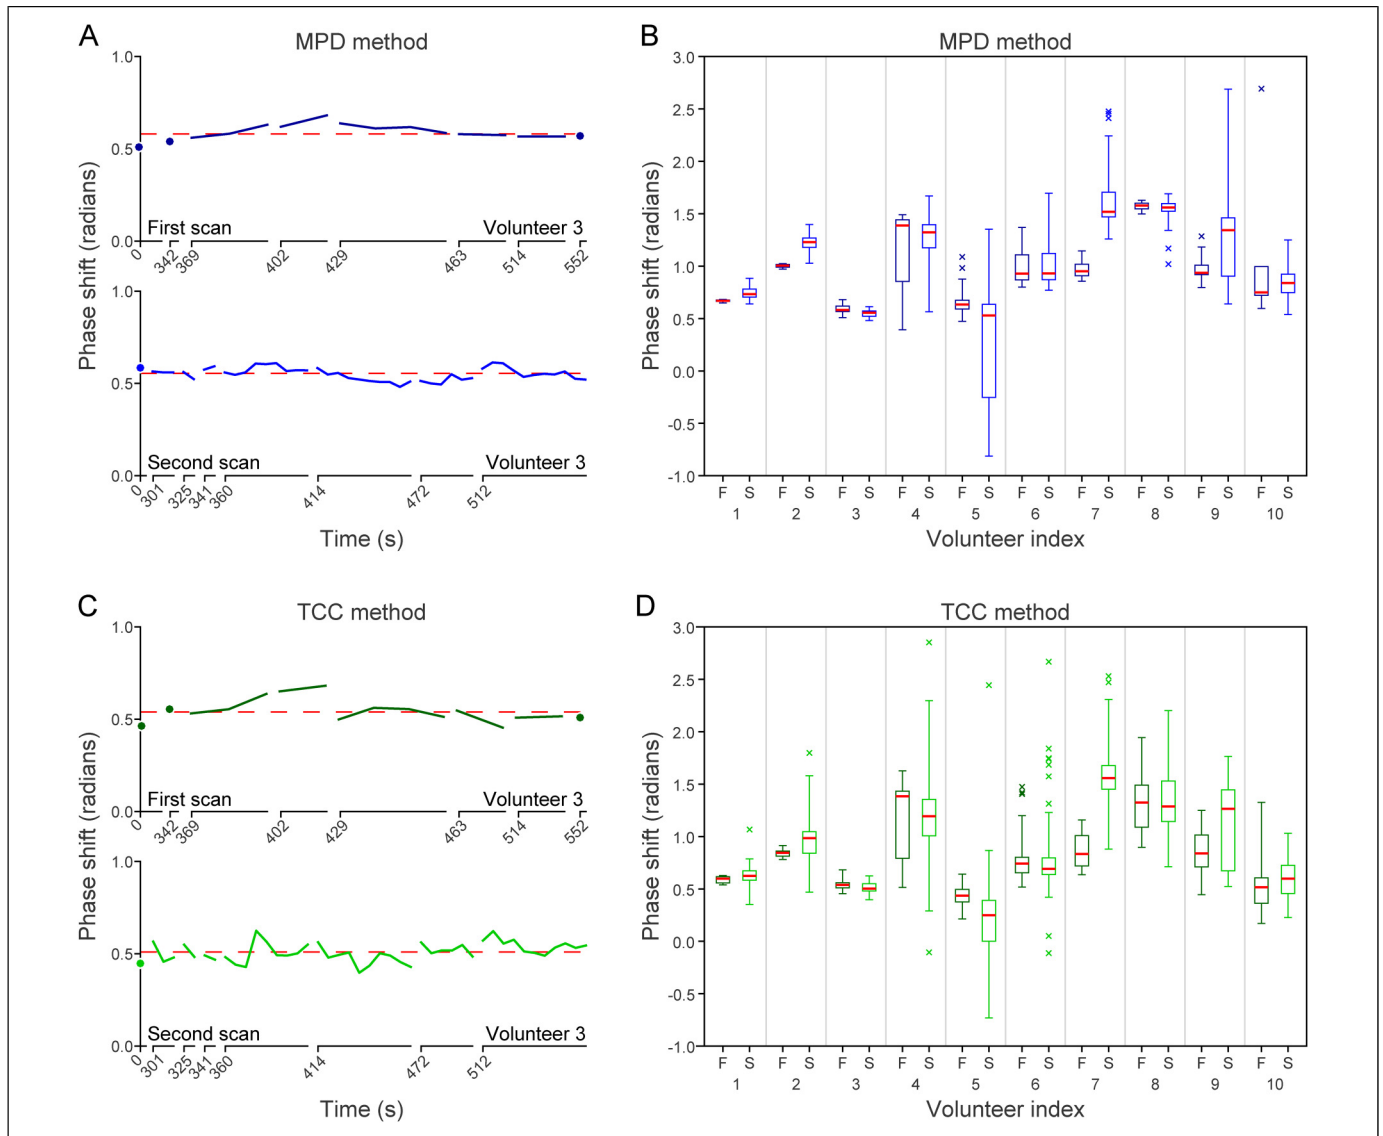 A
MPD method
1.0
0.5
0.0
First scan
Volunteer 3
0 342 369 402 429 463 514 552
1.0
0.5
0.0
Second scan
Volunteer 3
0 301 325 341 360 414 472 512
Phase shift (radians)
Time (s)
B
MPD method
3.0
2.5
2.0
1.5
1.0
0.5
0.0
-0.5
-1.0
Phase shift (radians)
F S F S F S F S F S F S F S F S F S F S
1 2 3 4 5 6 7 8 9 10
Volunteer index
C
TCC method
1.0
0.5
0.0
First scan
Volunteer 3
0 342 369 402 429 463 514 552
1.0
0.5
0.0
Second scan
Volunteer 3
0 301 325 341 360 414 472 512
Phase shift (radians)
Time (s)
D
TCC method
3.0
2.5
2.0
1.5
1.0
0.5
0.0
-0.5
-1.0
Phase shift (radians)
F S F S F S F S F S F S F S F S F S F S
1 2 3 4 5 6 7 8 9 10
Volunteer index